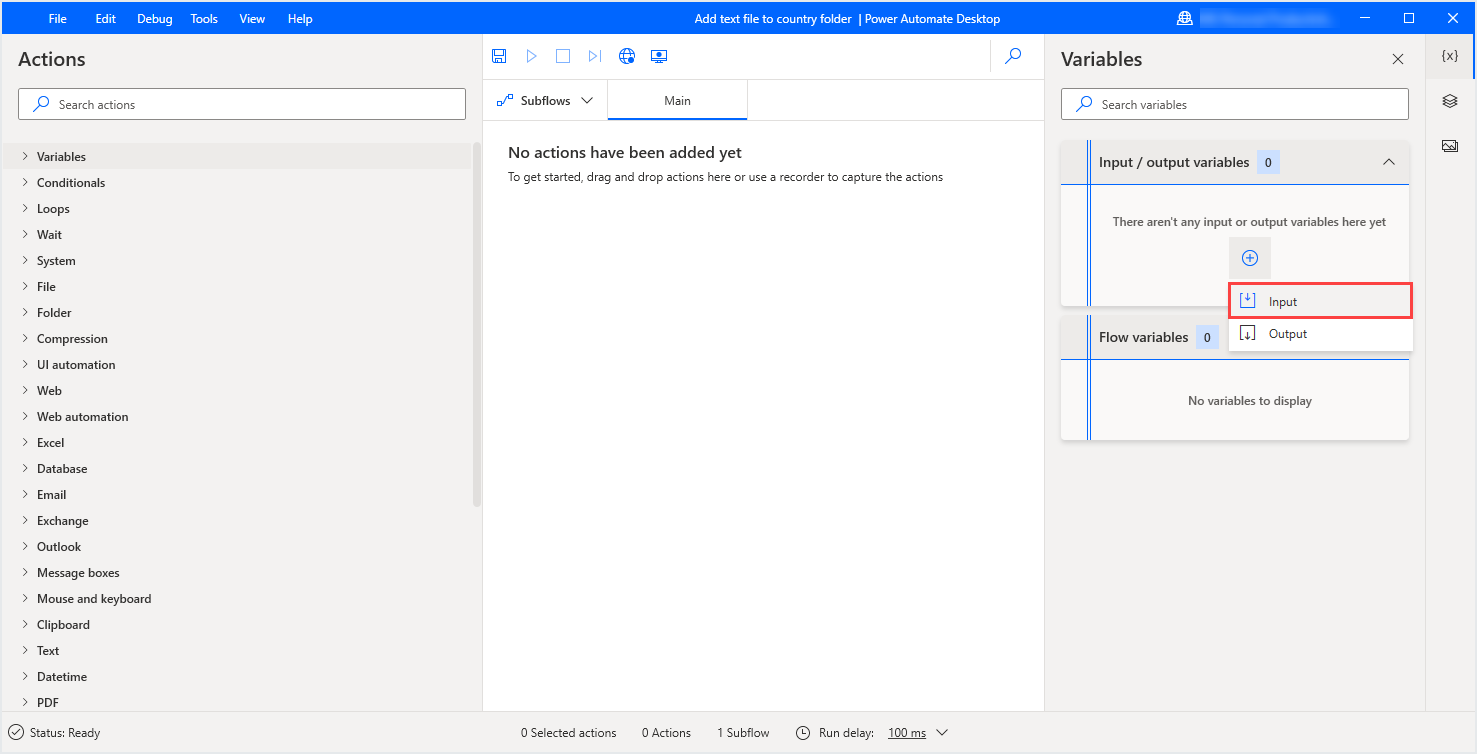 File Edit Debug Tools View Help
Add text file to country folder | Power Automate Desktop
Actions
Search actions
Variables
Conditionals
Loops
Wait
System
File
Folder
Compression
UI automation
Web
Web automation
Excel
Database
Email
Exchange
Outlook
Message boxes
Mouse and keyboard
Clipboard
Text
Datetime
PDF
Subflows
Main
No actions have been added yet
To get started, drag and drop actions here or use a recorder to capture the actions
Variables
Search variables
Input / output variables 0
There aren't any input or output variables here yet
Input
Output
Flow variables 0
No variables to display
{x}
Status: Ready
0 Selected actions
0 Actions
1 Subflow
Run delay: 100 ms